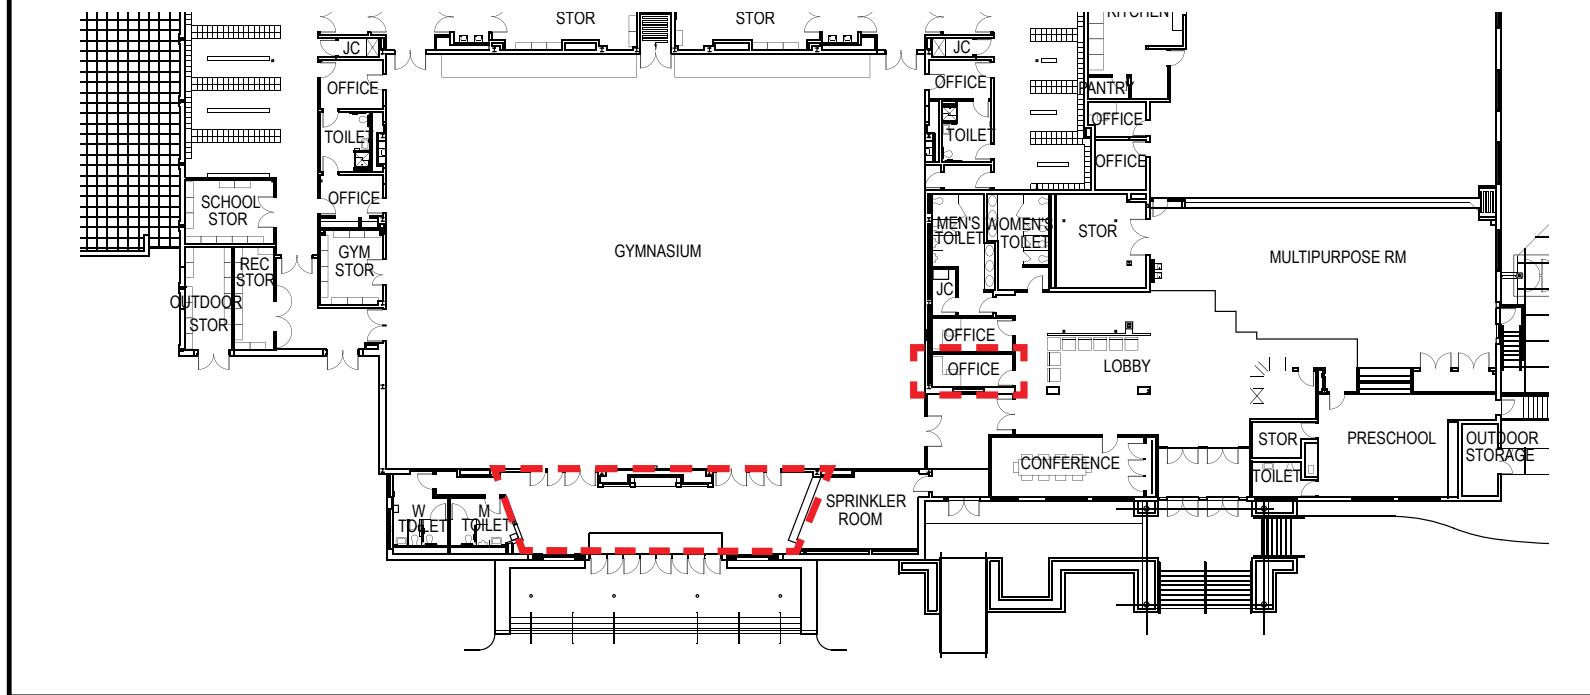 STOR
STOR
KITCHEN
JC
JC
OFFICE
OFFICE
PANTRY
OFFICE
TOILET
TOILET
OFFICE
OFFICE
SCHOOL
STOR
MEN'S
TOILET
WOMEN'S
TOILET
STOR
GYM
STOR
GYMNASIUM
MULTIPURPOSE RM
REC
STOR
JC
OUTDOOR
STOR
OFFICE
OFFICE
LOBBY
STOR
PRESCHOOL
OUTDOOR
STORAGE
CONFERENCE
TOILET
SPRINKLER
ROOM
W
TOILET
M
TOILET